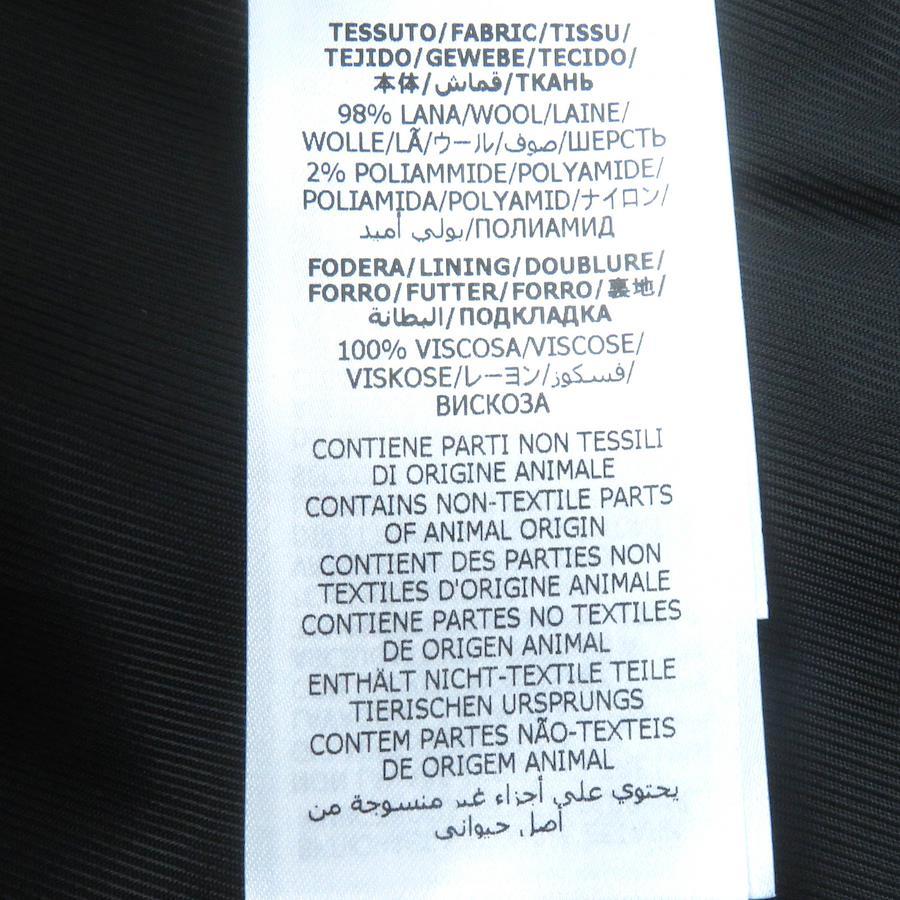 TESSUTO/FABRIC/TISSU/
TEJIDO/GEWEBE/TECIDO/
本体/قماش/ТКАНЬ
98% LANA/WOOL/LAINE/
WOLLE/LÃ/ウール/صوف/ШЕРСТЬ
2% POLIAMMIDE/POLYAMIDE/
POLIAMIDA/POLYAMID/ナイロン/
بولي أميد/ПОЛИАМИД
FODERA/LINING/DOUBLURE/
FORRO/FUTTER/FORRO/裏地/
البطانة/ПОДКЛАДКА
100% VISCOSA/VISCOSE/
VISKOSE/レーヨン/فسكوز/
ВИСКОЗА
CONTIENE PARTI NON TESSILI
DI ORIGINE ANIMALE
CONTAINS NON-TEXTILE PARTS
OF ANIMAL ORIGIN
CONTIENT DES PARTIES NON
TEXTILES D'ORIGINE ANIMALE
CONTIENE PARTES NO TEXTILES
DE ORIGEN ANIMAL
ENTHÄLT NICHT-TEXTILE TEILE
TIERISCHEN URSPRUNGS
CONTEM PARTES NÃO-TEXTEIS
DE ORIGEM ANIMAL
يحتوي على أجزاء غير منسوجة من
أصل حيواني